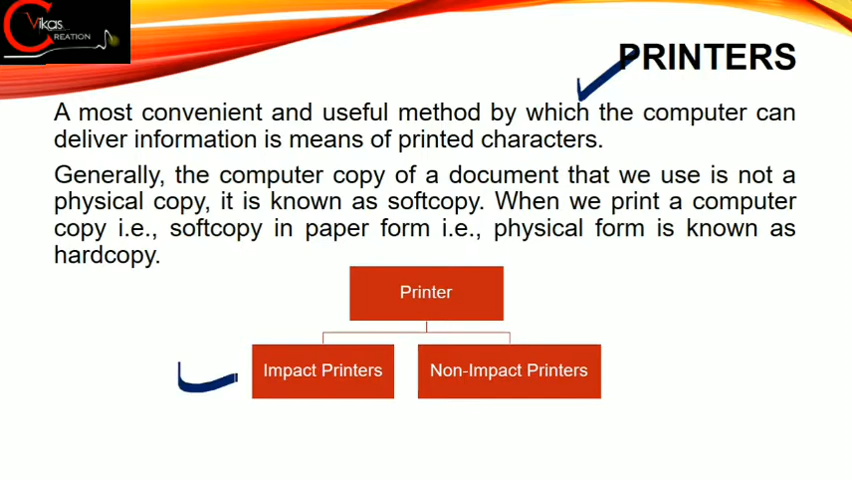 Vikas
CREATION
PRINTERS
A most convenient and useful method by which the computer can
deliver information is means of printed characters.
Generally, the computer copy of a document that we use is not a
physical copy, it is known as softcopy. When we print a computer
copy i.e., softcopy in paper form i.e., physical form is known as
hardcopy.
Printer
Impact Printers
Non-Impact Printers